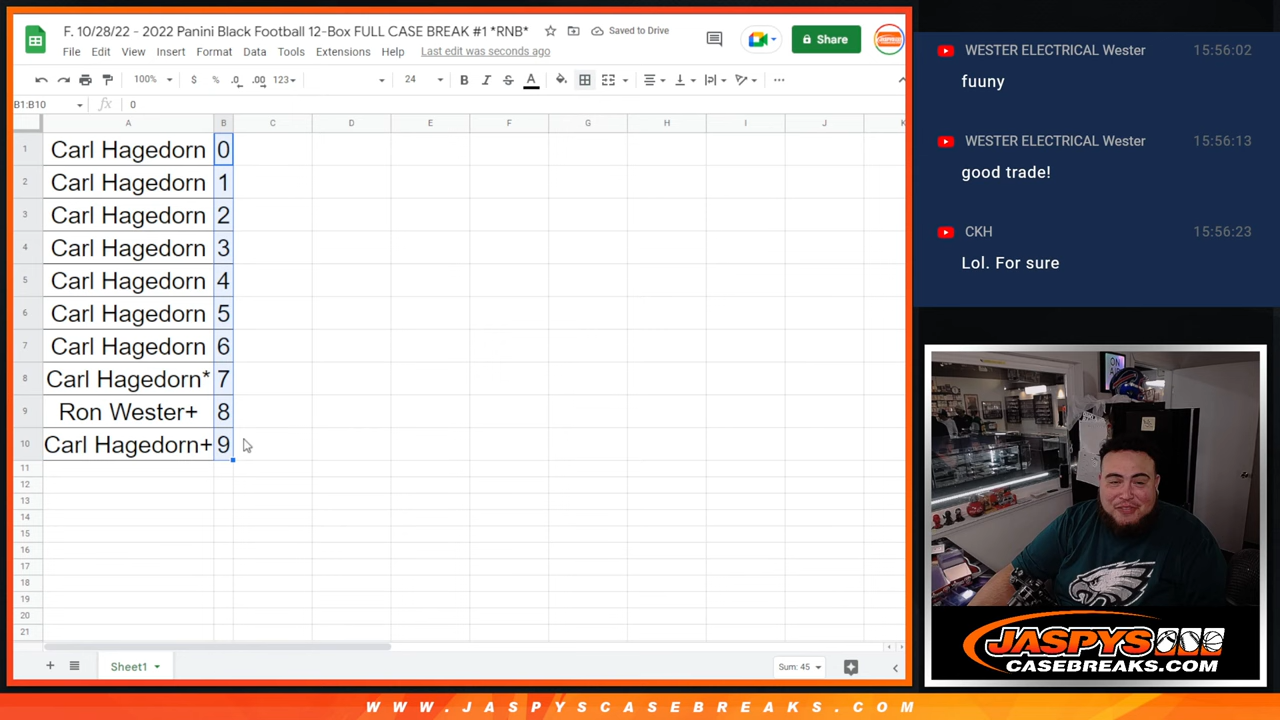 F. 10/28/22 - 2022 Panini Black Football 12-Box FULL CASE BREAK #1 *RNB*
Saved to Drive
Share
File Edit View Insert Format Data Tools Extensions Help Last edit was seconds ago
100% $ % .0 .00 123 24 B I S A
B1:B10 fx 0
A B C D E F G H I J K
1 Carl Hagedorn 0
2 Carl Hagedorn 1
3 Carl Hagedorn 2
4 Carl Hagedorn 3
5 Carl Hagedorn 4
6 Carl Hagedorn 5
7 Carl Hagedorn 6
8 Carl Hagedorn* 7
9 Ron Wester+ 8
10 Carl Hagedorn+ 9
11
12
13
14
15
16
17
18
19
20
21
Sheet1
Sum: 45
WESTER ELECTRICAL Wester 15:56:02
fuuny
WESTER ELECTRICAL Wester 15:56:13
good trade!
CKH 15:56:23
Lol. For sure
JASPYS
CASEBREAKS.COM
WWW.JASPYSCASEBREAKS.COM